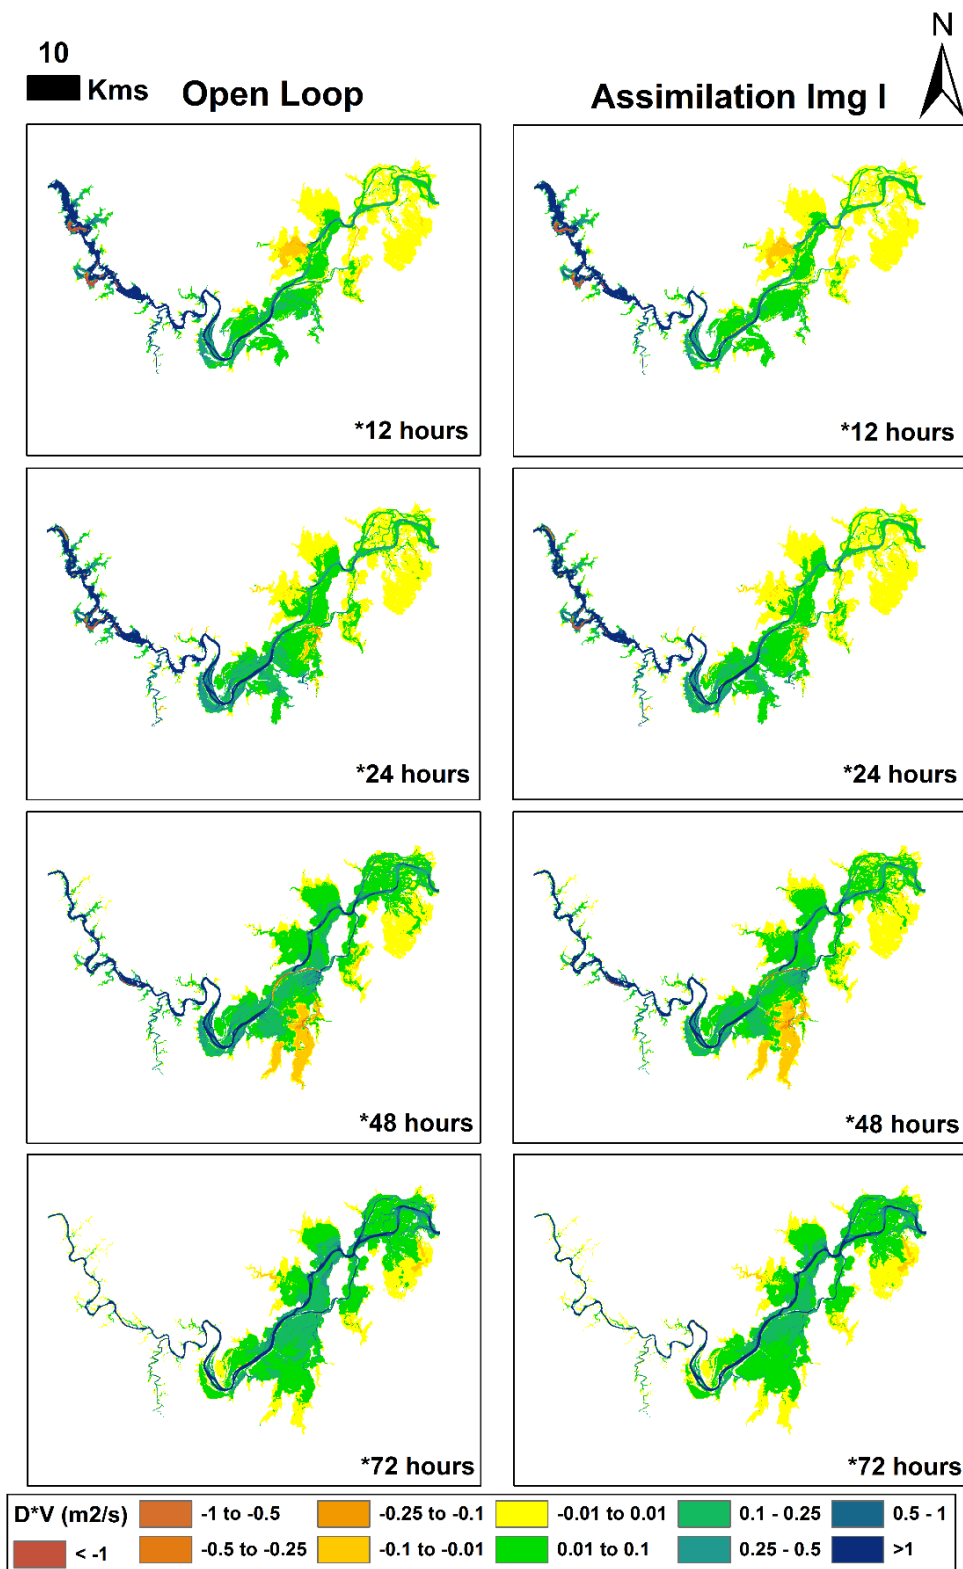 N
10
Kms
Open Loop
Assimilation Img I
*12 hours
*12 hours
*24 hours
*24 hours
*48 hours
*48 hours
*72 hours
*72 hours
D*V (m2/s)
-1 to -0.5
-0.25 to -0.1
-0.01 to 0.01
0.1 - 0.25
0.5 - 1
< -1
-0.5 to -0.25
-0.1 to -0.01
0.01 to 0.1
0.25 - 0.5
>1